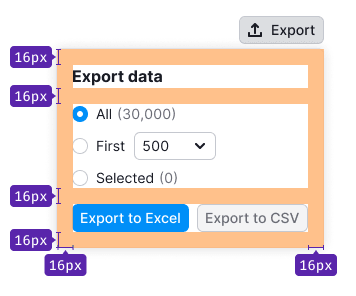 Export
16px
Export data
16px
All (30,000)
First 500
Selected (0)
16px
Export to Excel Export to CSV
16px
16px 16px